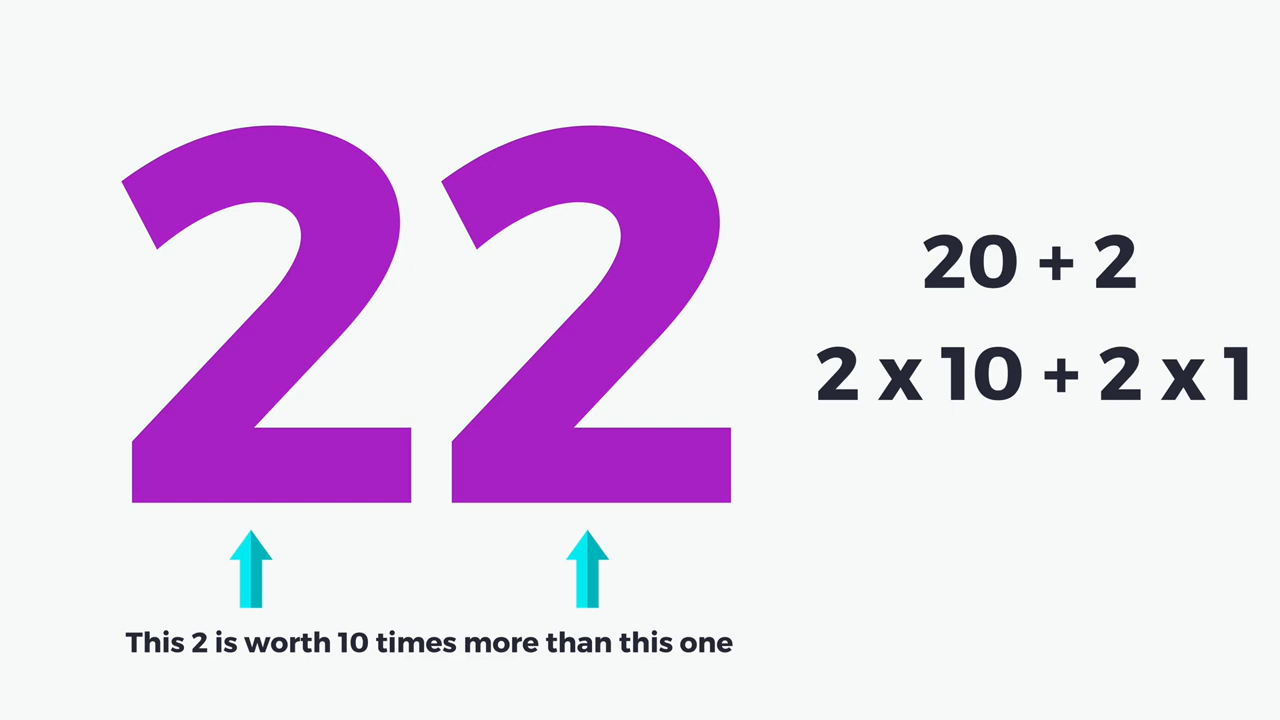 22
20 + 2
2 x 10 + 2 x 1
This 2 is worth 10 times more than this one